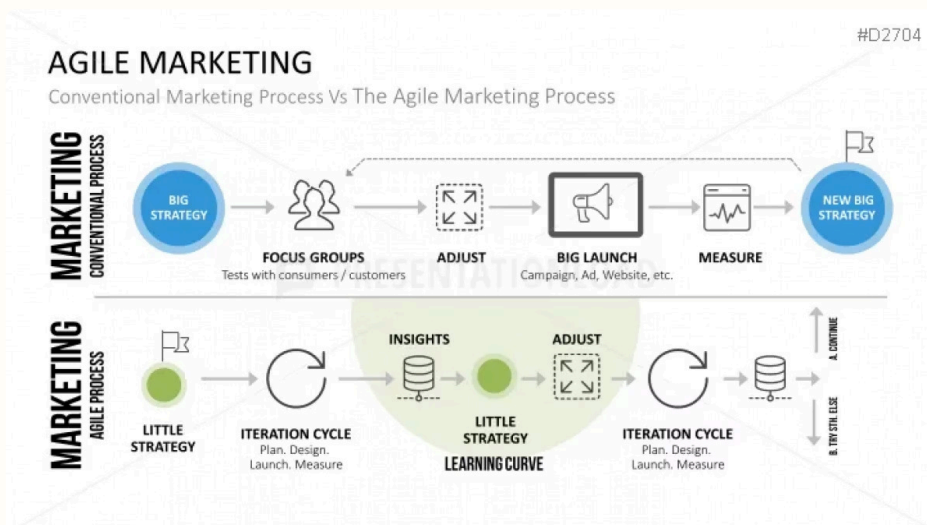 #D2704
AGILE MARKETING
Conventional Marketing Process Vs The Agile Marketing Process
MARKETING
CONVENTIONAL PROCESS
BIG
STRATEGY
FOCUS GROUPS
Tests with consumers / customers
ADJUST
BIG LAUNCH
Campaign, Ad, Website, etc.
MEASURE
NEW BIG
STRATEGY
PRESENTATIONLOAD
MARKETING
AGILE PROCESS
LITTLE
STRATEGY
ITERATION CYCLE
Plan. Design.
Launch. Measure
INSIGHTS
LITTLE
STRATEGY
LEARNING CURVE
ADJUST
ITERATION CYCLE
Plan. Design.
Launch. Measure
A. CONTINUE
B. TRY STH. ELSE